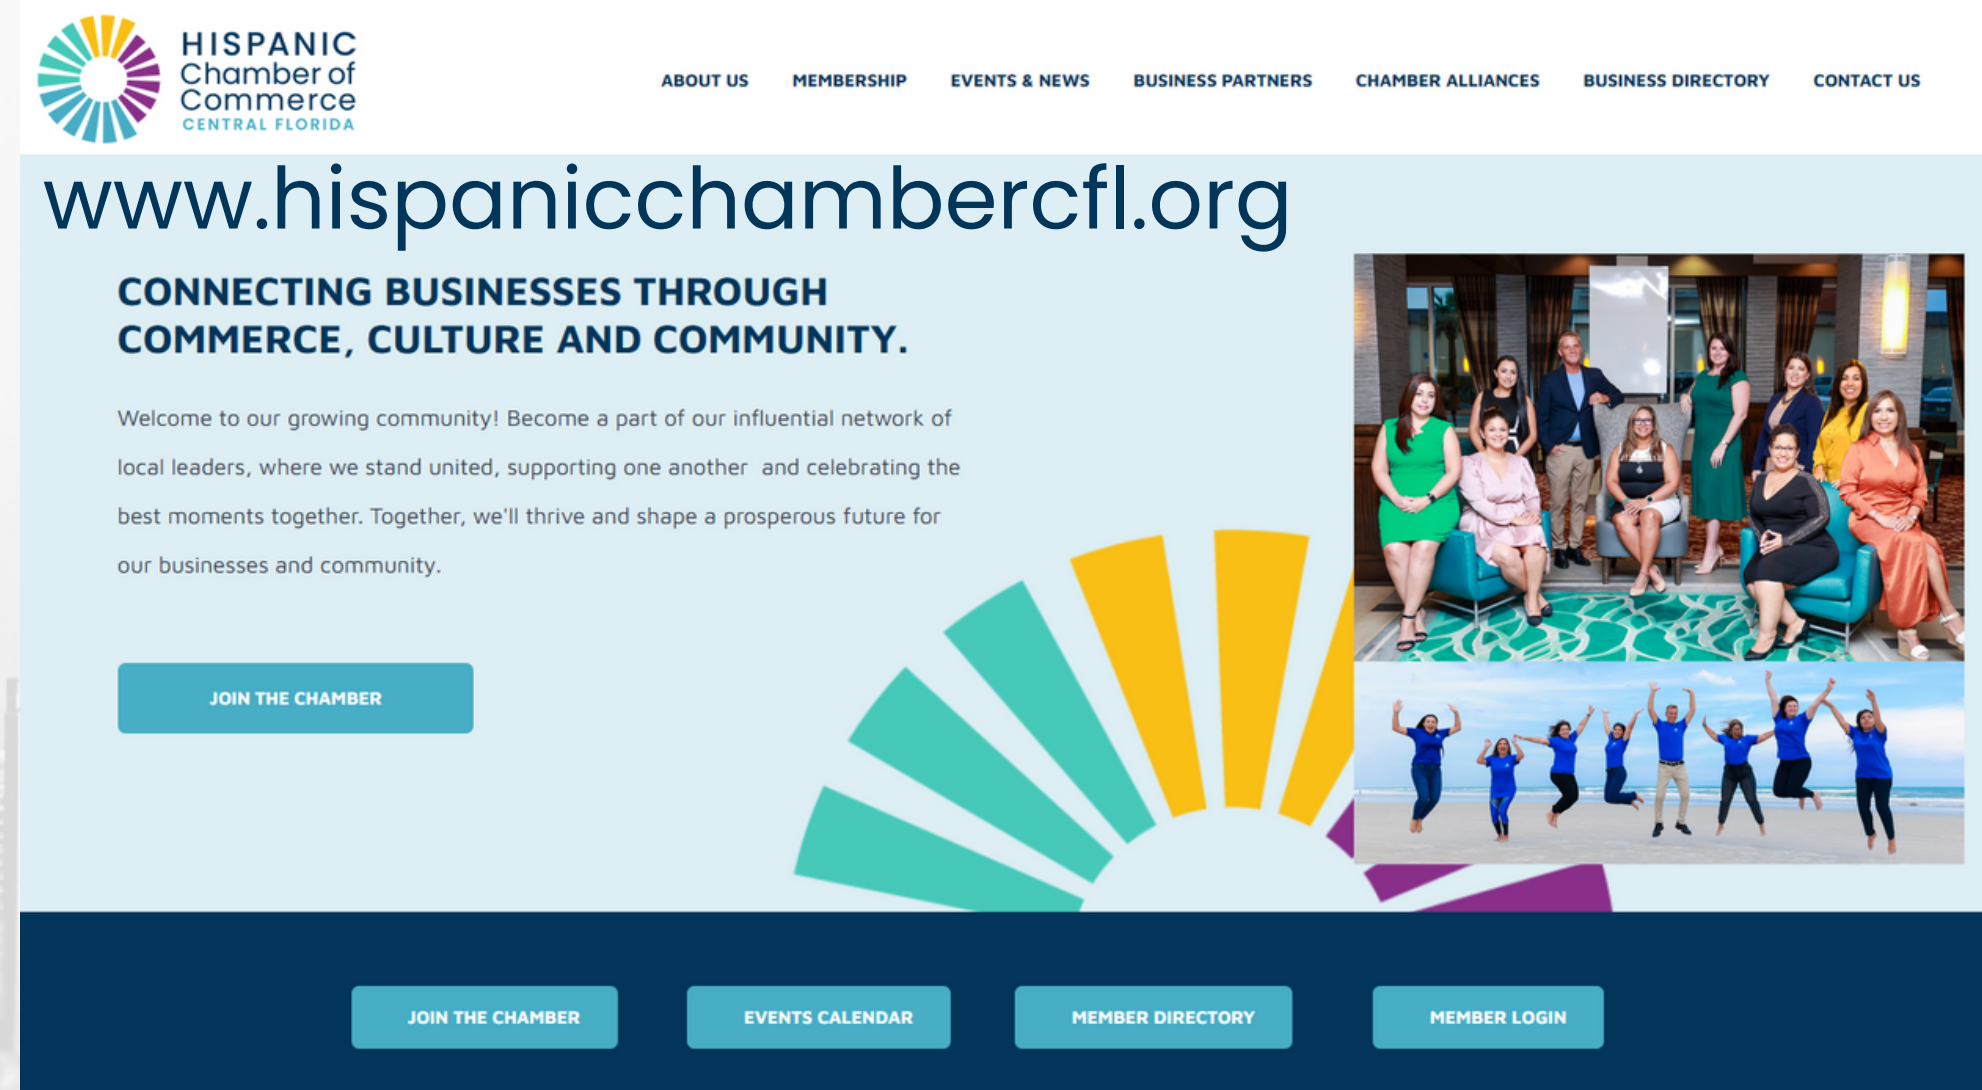 HISPANIC
Chamber of
Commerce
CENTRAL FLORIDA
ABOUT US MEMBERSHIP EVENTS & NEWS BUSINESS PARTNERS CHAMBER ALLIANCES BUSINESS DIRECTORY CONTACT US
www.hispanicchambercfl.org
CONNECTING BUSINESSES THROUGH
COMMERCE, CULTURE AND COMMUNITY.
Welcome to our growing community! Become a part of our influential network of
local leaders, where we stand united, supporting one another and celebrating the
best moments together. Together, we'll thrive and shape a prosperous future for
our businesses and community.
JOIN THE CHAMBER
JOIN THE CHAMBER EVENTS CALENDAR MEMBER DIRECTORY MEMBER LOGIN